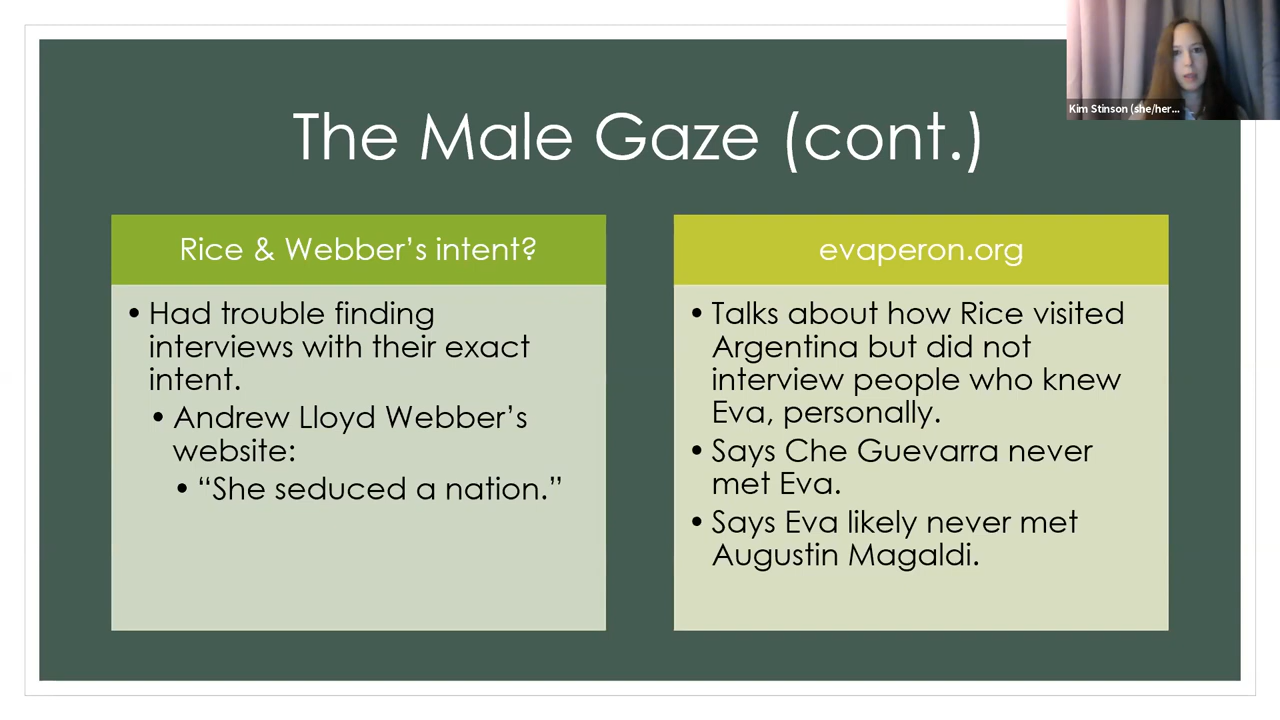 Kim Stinson (she/her...
The Male Gaze (cont.)
Rice & Webber’s intent?
• Had trouble finding
interviews with their exact
intent.
• Andrew Lloyd Webber’s
website:
• “She seduced a nation.”
evaperon.org
• Talks about how Rice visited
Argentina but did not
interview people who knew
Eva, personally.
• Says Che Guevarra never
met Eva.
• Says Eva likely never met
Augustin Magaldi.